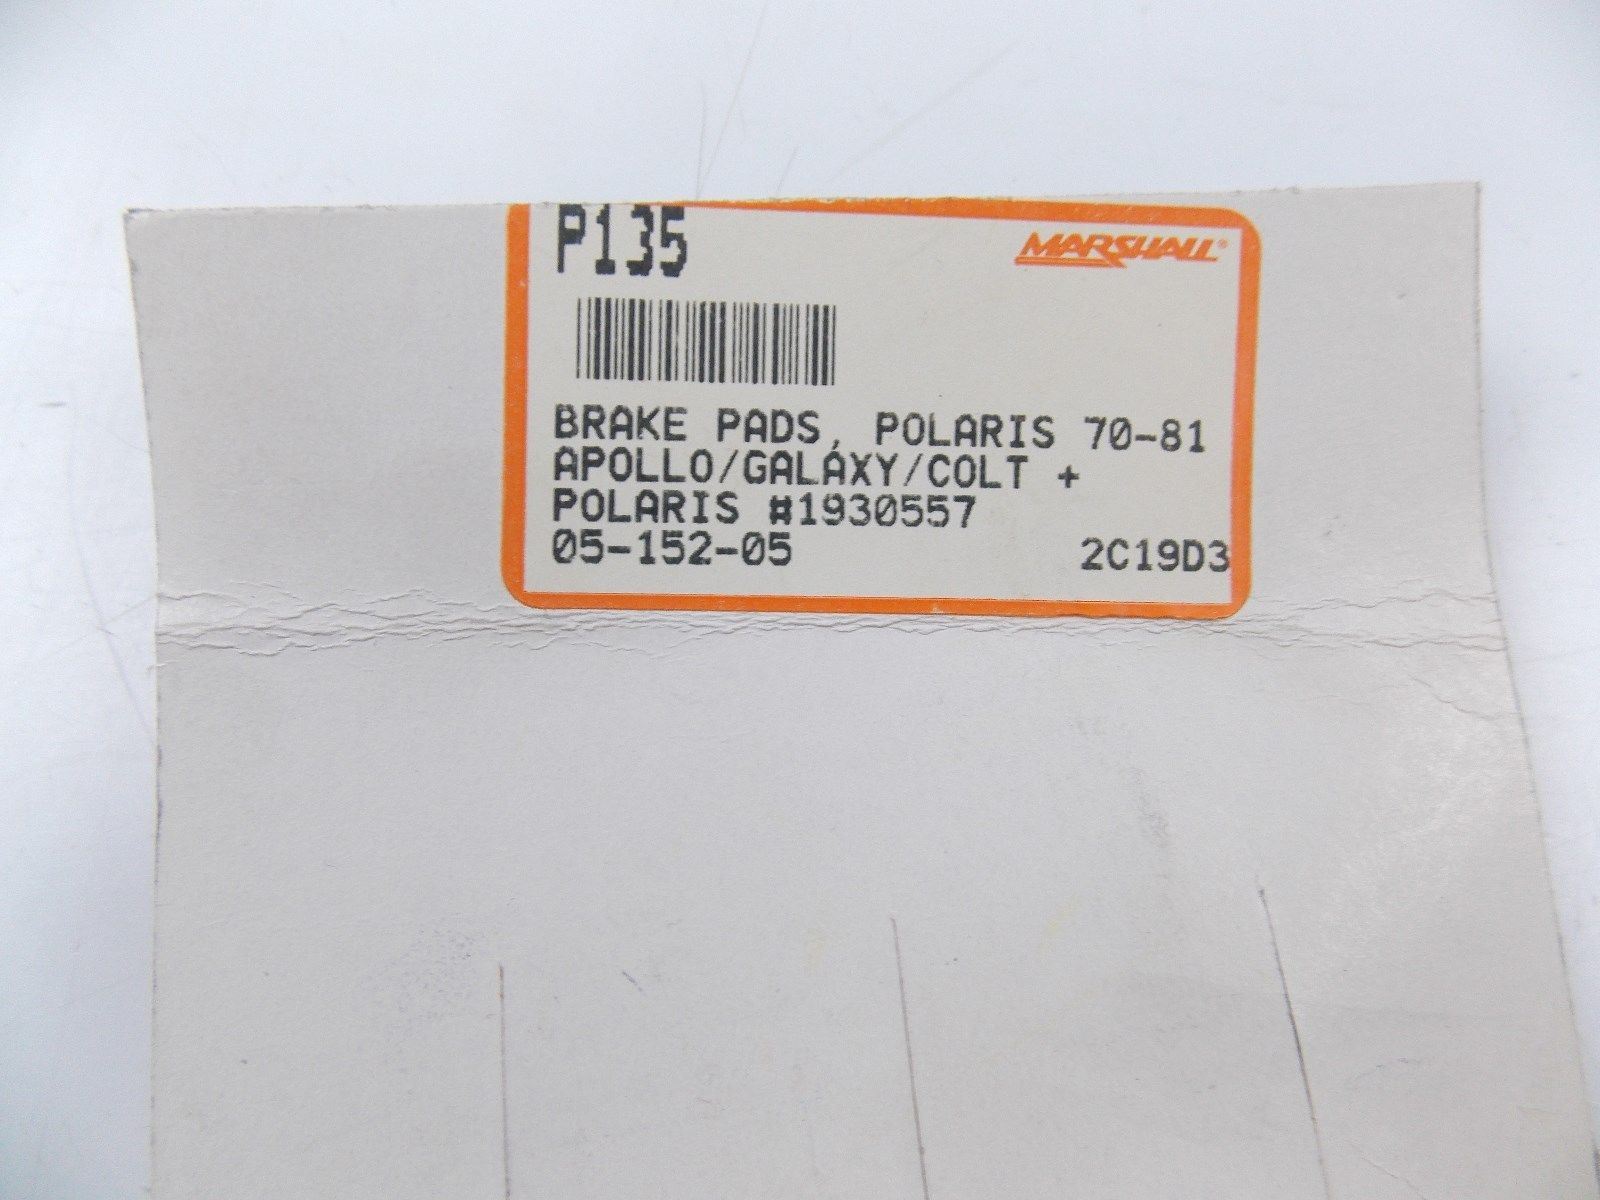 P135
MARSHALL®
BRAKE PADS, POLARIS 70-81
APOLLO/GALAXY/COLT +
POLARIS #1930557
05-152-05 2C19D3